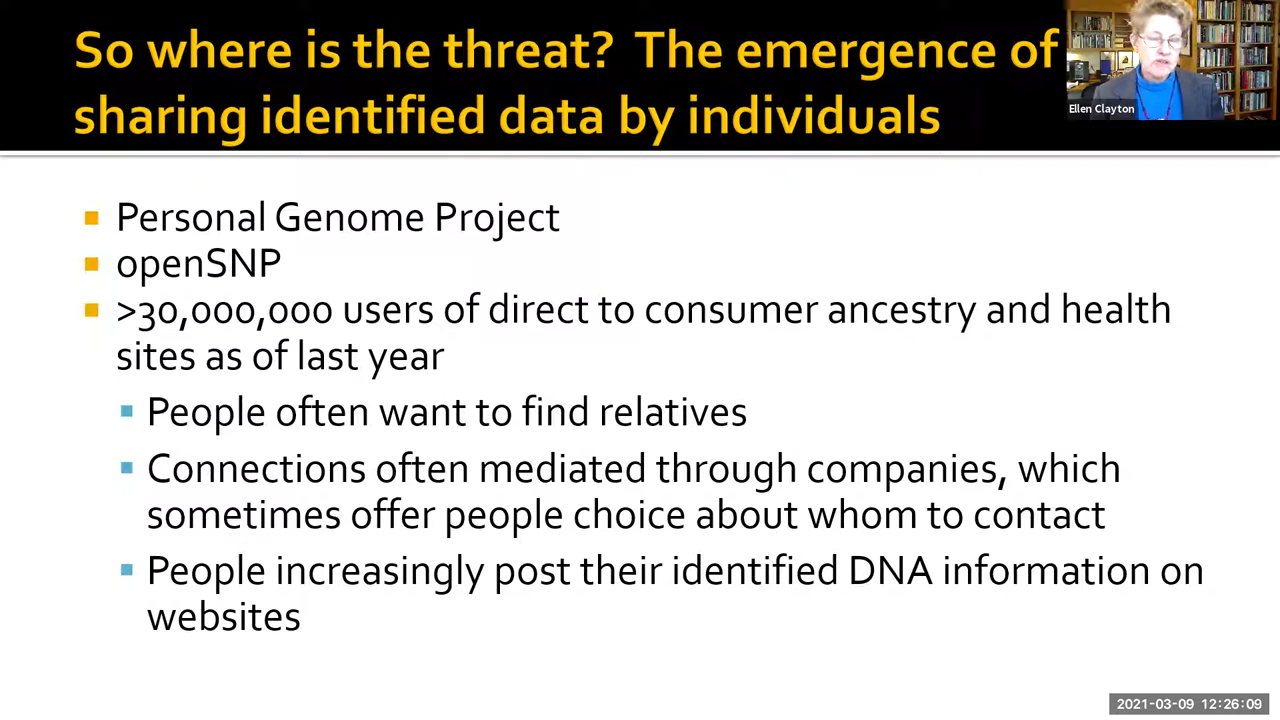 So where is the threat?  The emergence of
sharing identified data by individuals
Ellen Clayton
Personal Genome Project
openSNP
>30,000,000 users of direct to consumer ancestry and health
sites as of last year
People often want to find relatives
Connections often mediated through companies, which
sometimes offer people choice about whom to contact
People increasingly post their identified DNA information on
websites
2021-03-09 12:26:09